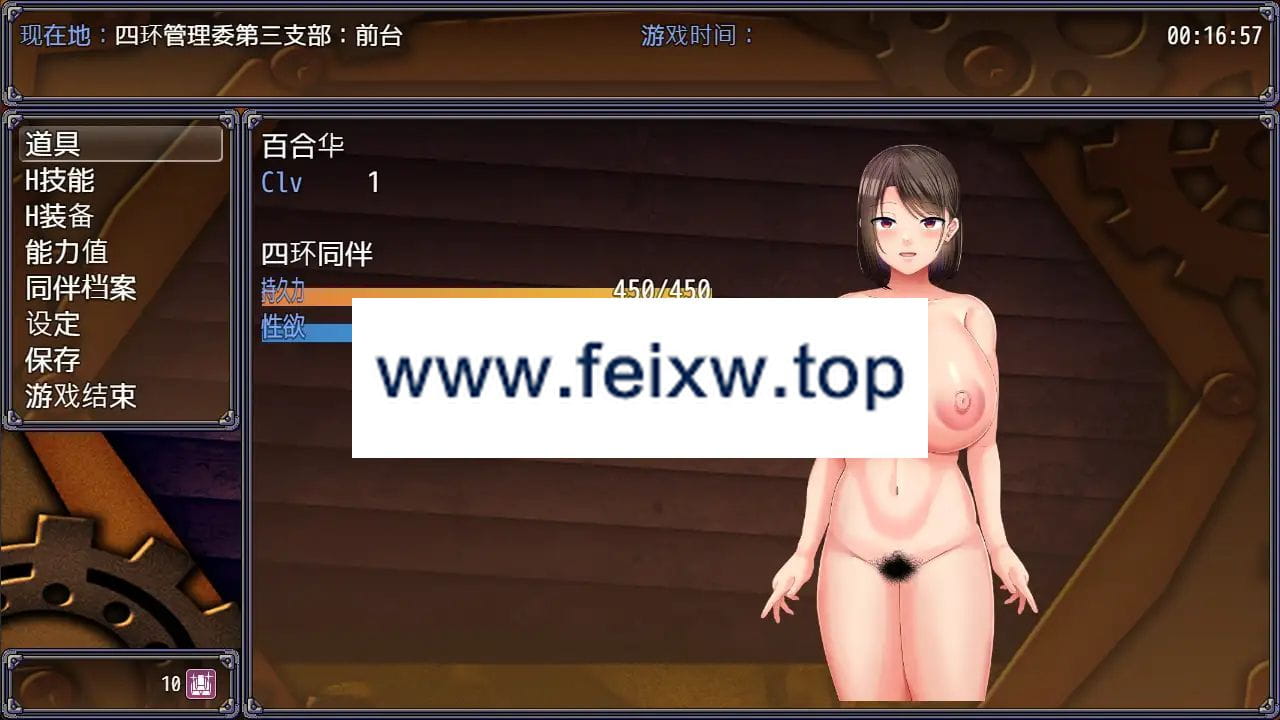 现在地：四环管理委第三支部：前台
游戏时间：
00:16:57
道具
H技能
H装备
能力值
同伴档案
设定
保存
游戏结束
百合华
Clv 1
四环同伴
持久力 450/450
性欲
www.feixw.top
10